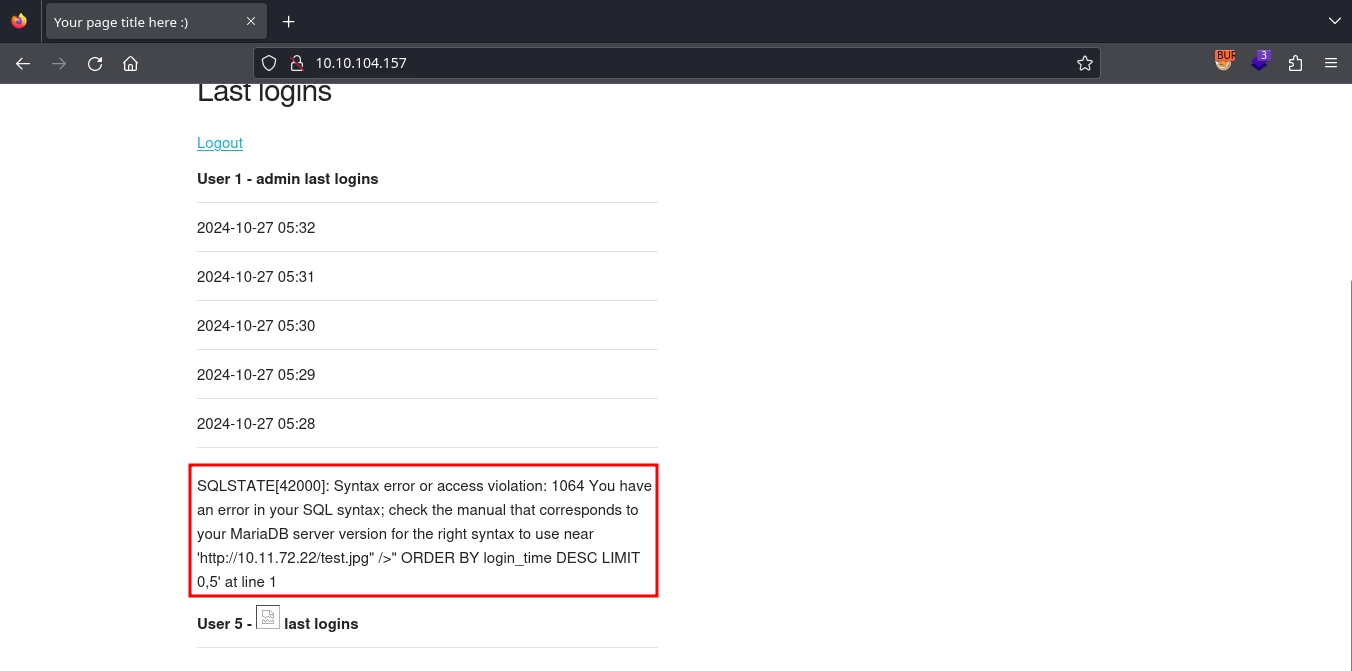 Your page title here :)
10.10.104.157
BUR
3
Last logins
Logout
User 1 - admin last logins
2024-10-27 05:32
2024-10-27 05:31
2024-10-27 05:30
2024-10-27 05:29
2024-10-27 05:28
SQLSTATE[42000]: Syntax error or access violation: 1064 You have
an error in your SQL syntax; check the manual that corresponds to
your MariaDB server version for the right syntax to use near
'http://10.11.72.22/test.jpg" />" ORDER BY login_time DESC LIMIT
0,5' at line 1
User 5 - last logins